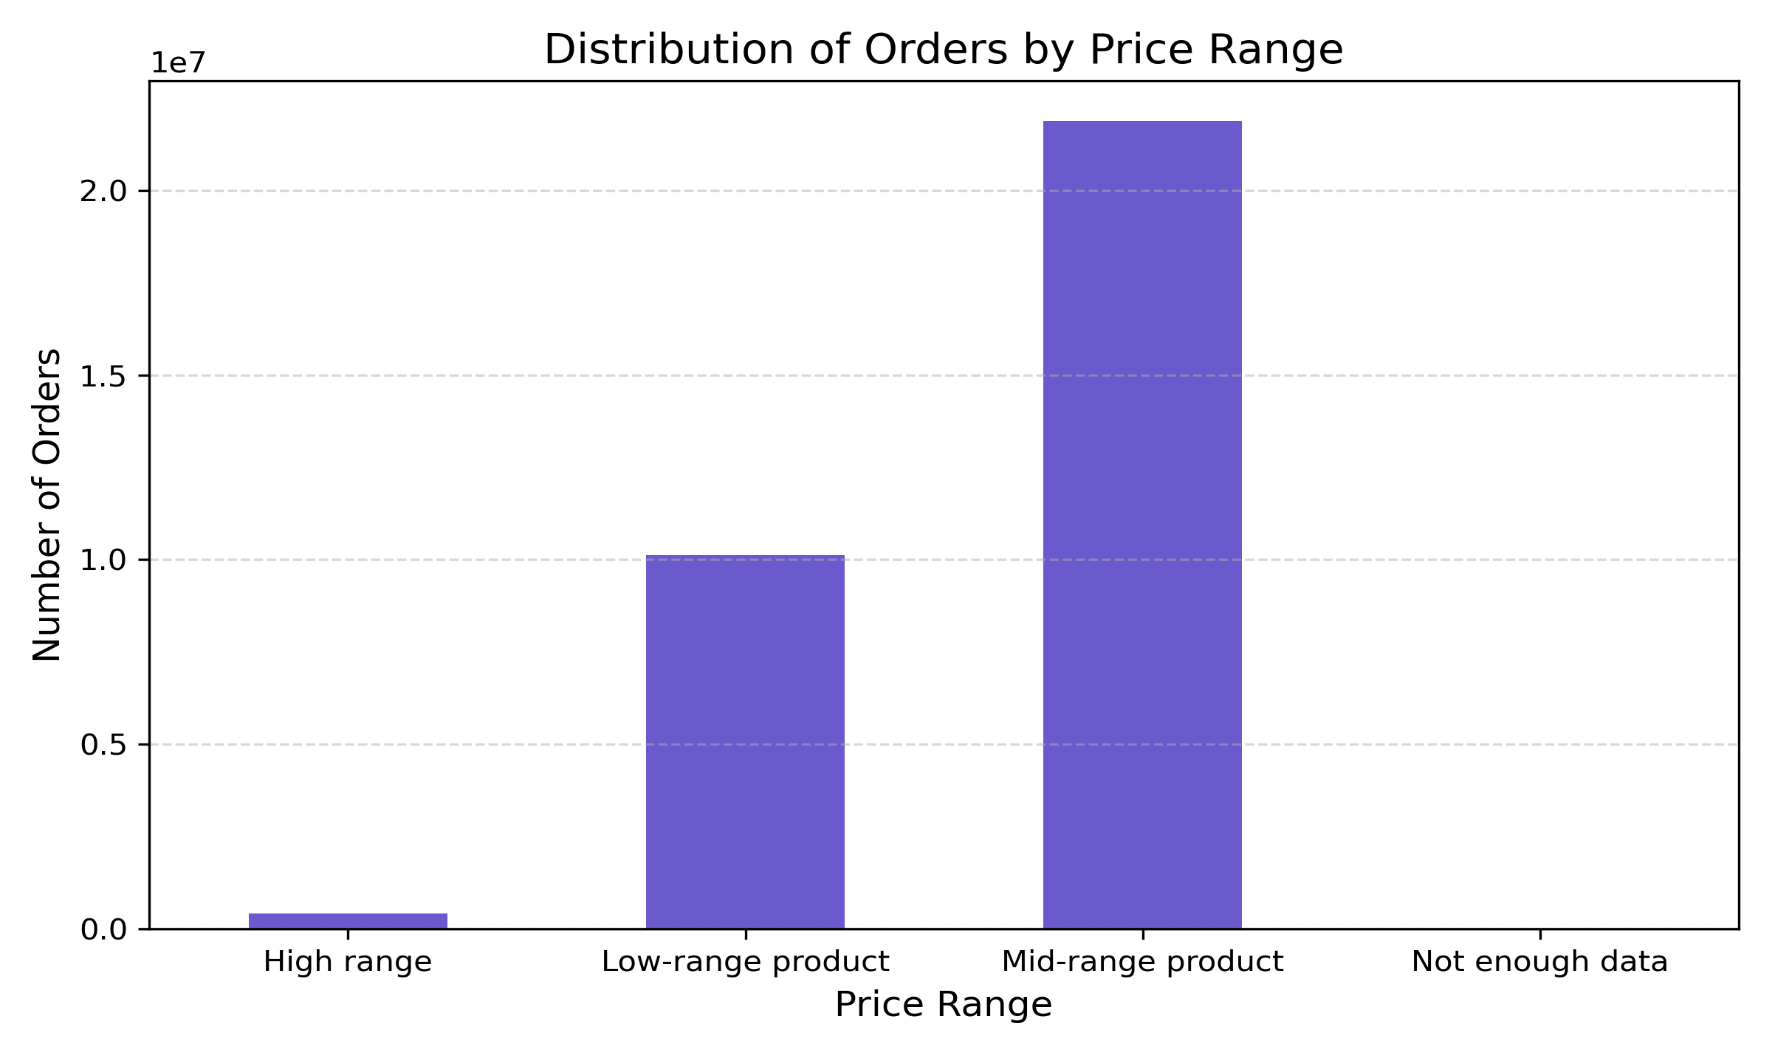 Distribution of Orders by Price Range
1e7
2.0
1.5
1.0
0.5
0.0
Number of Orders
High range
Low-range product
Mid-range product
Not enough data
Price Range